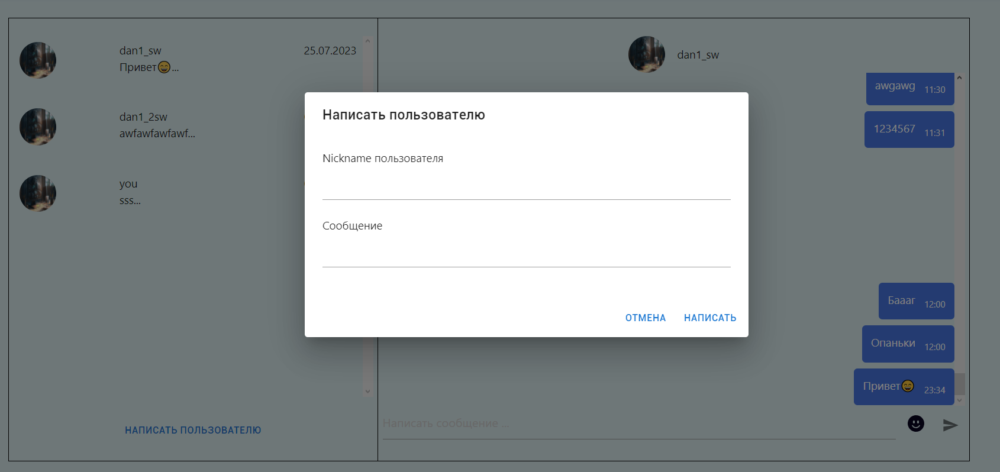 dan1_sw
25.07.2023
Привет😄...
dan1_2sw
awfawfawfawf...
you
sss...
НАПИСАТЬ ПОЛЬЗОВАТЕЛЮ
Написать пользователю
Nickname пользователя
Сообщение
ОТМЕНА
НАПИСАТЬ
dan1_sw
awgawg 11:30
1234567 11:31
Баааг 12:00
Опаньки 12:00
Привет😄 23:34
Написать сообщение ...